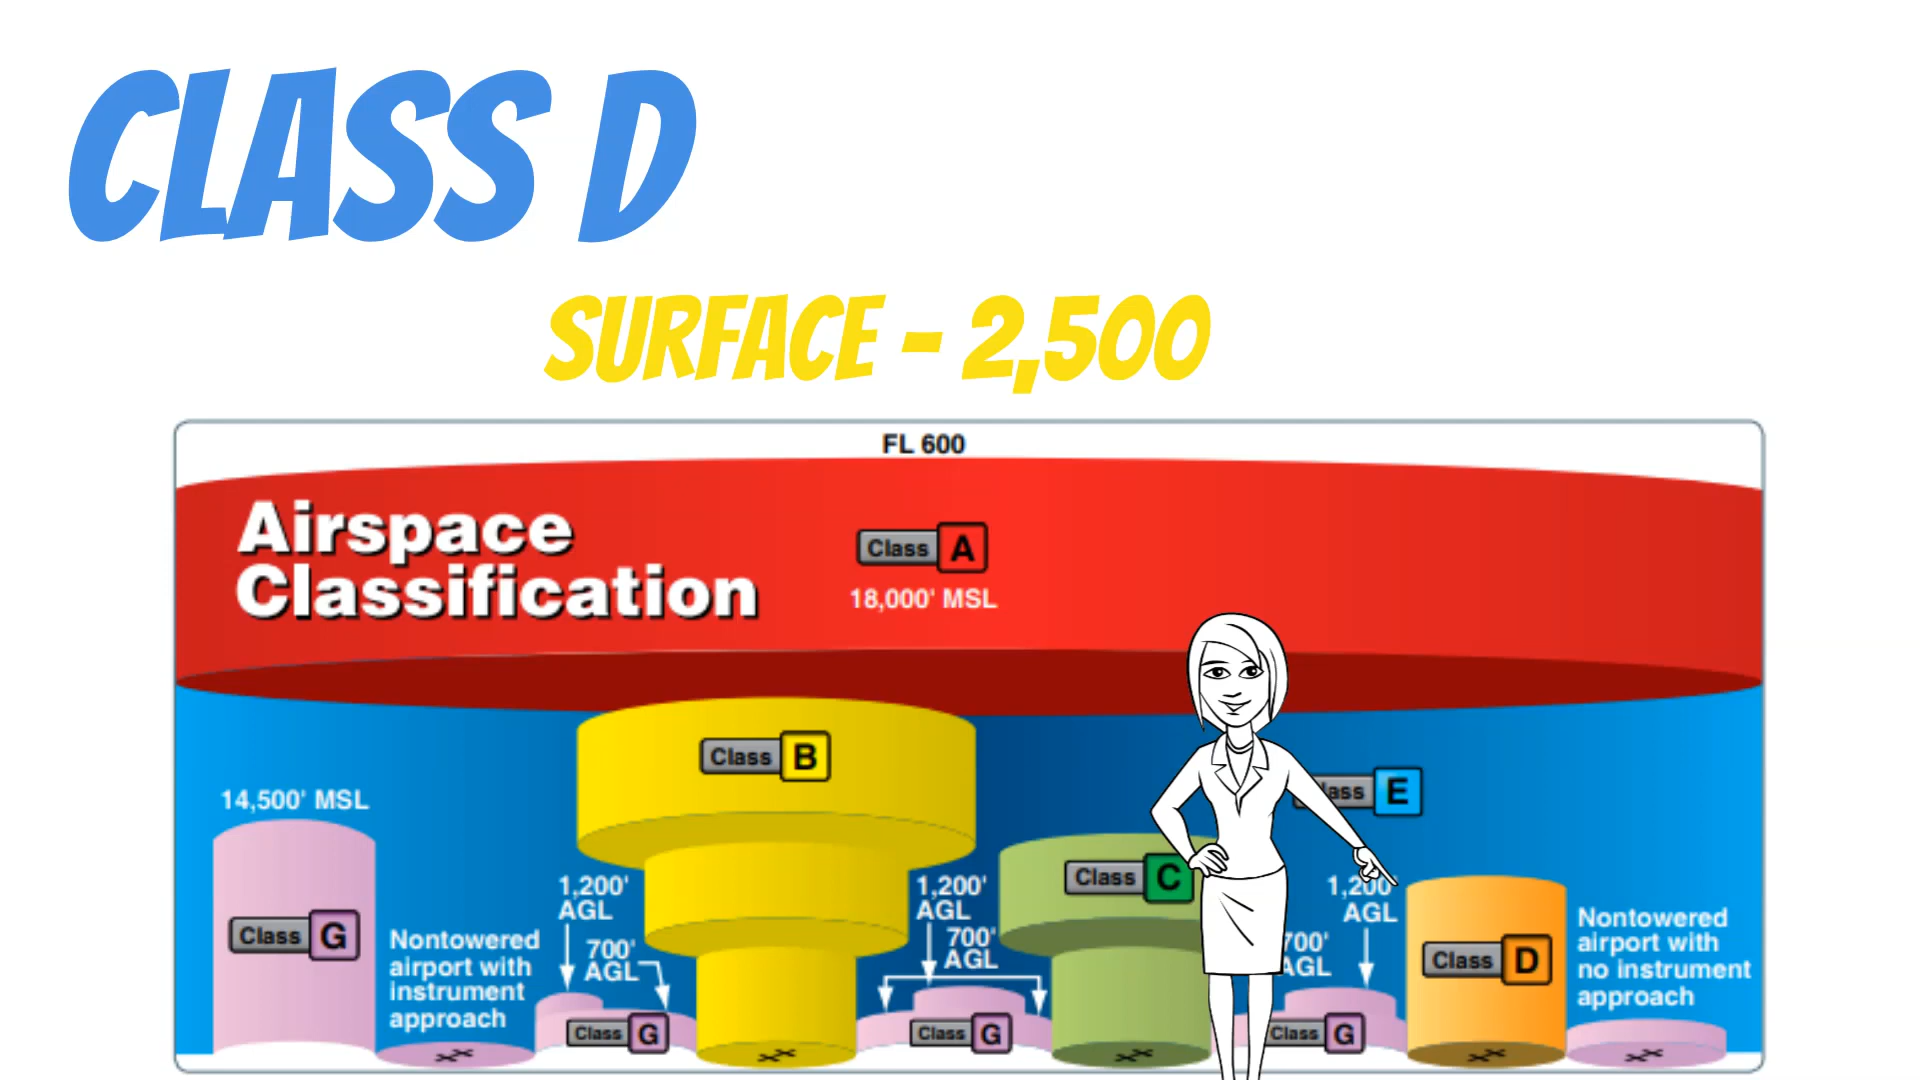 CLASS D
SURFACE - 2,500
FL 600
Airspace
Classification
Class A
18,000' MSL
Class B
Class E
14,500' MSL
Class C
1,200'
AGL
1,200'
AGL
1,200'
AGL
Class G
Nontowered
airport with
instrument
approach
700'
AGL
700'
AGL
700'
AGL
Class D
Nontowered
airport with
no instrument
approach
Class G
Class G
Class G